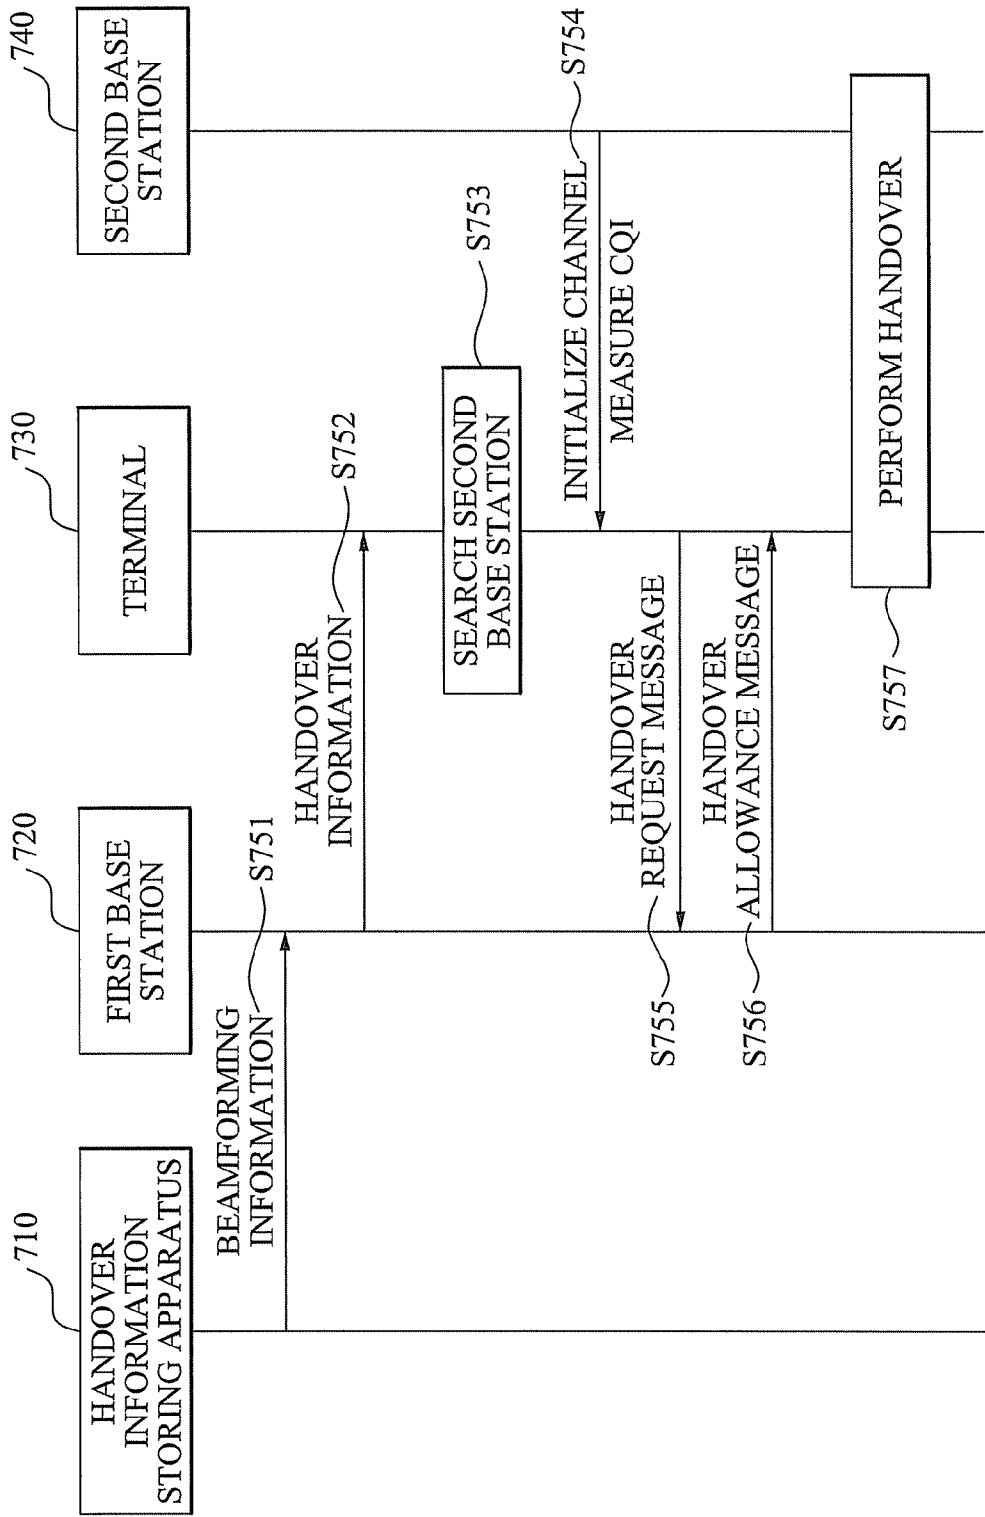 710
HANDOVER
INFORMATION
STORING APPARATUS
720
FIRST BASE
STATION
730
TERMINAL
740
SECOND BASE
STATION
BEAMFORMING
INFORMATION
S751
HANDOVER
INFORMATION
S752
SEARCH SECOND
BASE STATION
S753
INITIALIZE CHANNEL
S754
MEASURE CQI
HANDOVER
REQUEST MESSAGE
S755
HANDOVER
ALLOWANCE MESSAGE
S756
PERFORM HANDOVER
S757